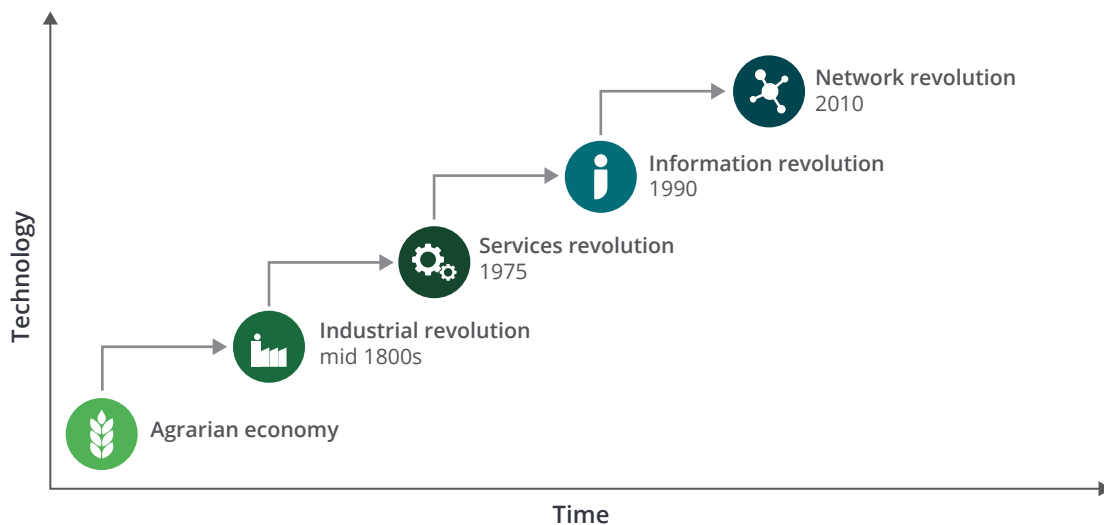 Network revolution
2010
Information revolution
1990
Services revolution
1975
Industrial revolution
mid 1800s
Agrarian economy
Technology
Time